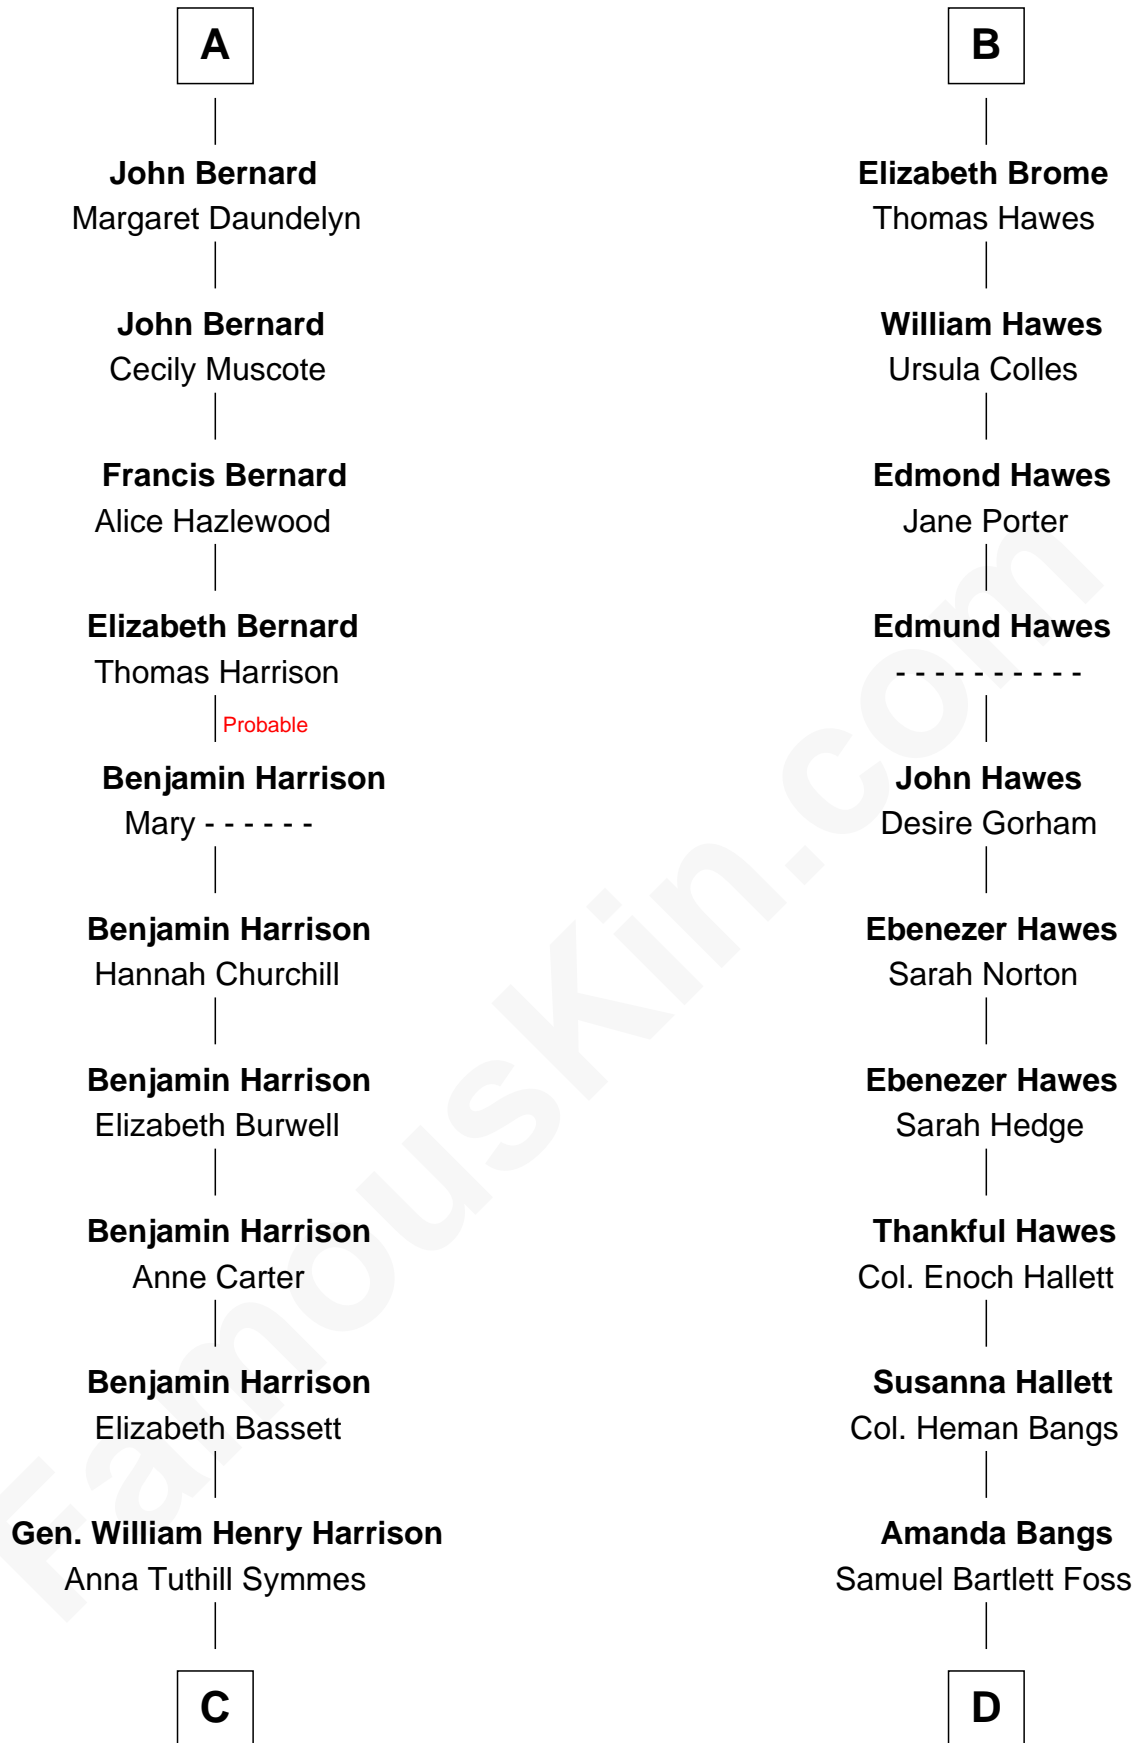 A
John Bernard
Margaret Daundelyn
John Bernard
Cecily Muscote
Francis Bernard
Alice Hazlewood
Elizabeth Bernard
Thomas Harrison
Probable
Benjamin Harrison
Mary - - - - - -
Benjamin Harrison
Hannah Churchill
Benjamin Harrison
Elizabeth Burwell
Benjamin Harrison
Anne Carter
Benjamin Harrison
Elizabeth Bassett
Gen. William Henry Harrison
Anna Tuthill Symmes
C
B
Elizabeth Brome
Thomas Hawes
William Hawes
Ursula Colles
Edmond Hawes
Jane Porter
Edmund Hawes
- - - - - - - - - -
John Hawes
Desire Gorham
Ebenezer Hawes
Sarah Norton
Ebenezer Hawes
Sarah Hedge
Thankful Hawes
Col. Enoch Hallett
Susanna Hallett
Col. Heman Bangs
Amanda Bangs
Samuel Bartlett Foss
D
FamousKin.com